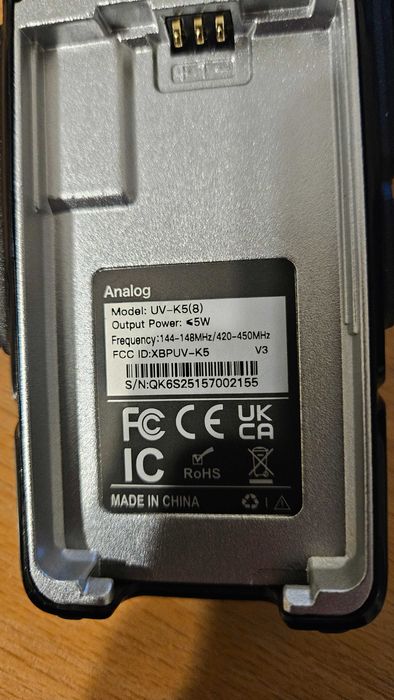 Analog
Model: UV-K5(8)
Output Power: ≤5W
Frequency:144-148MHz/420-450MHz
FCC ID:XBPUV-K5 V3
S/N:QK6S25157002155
FC CE UK CA
IC RoHS
MADE IN CHINA